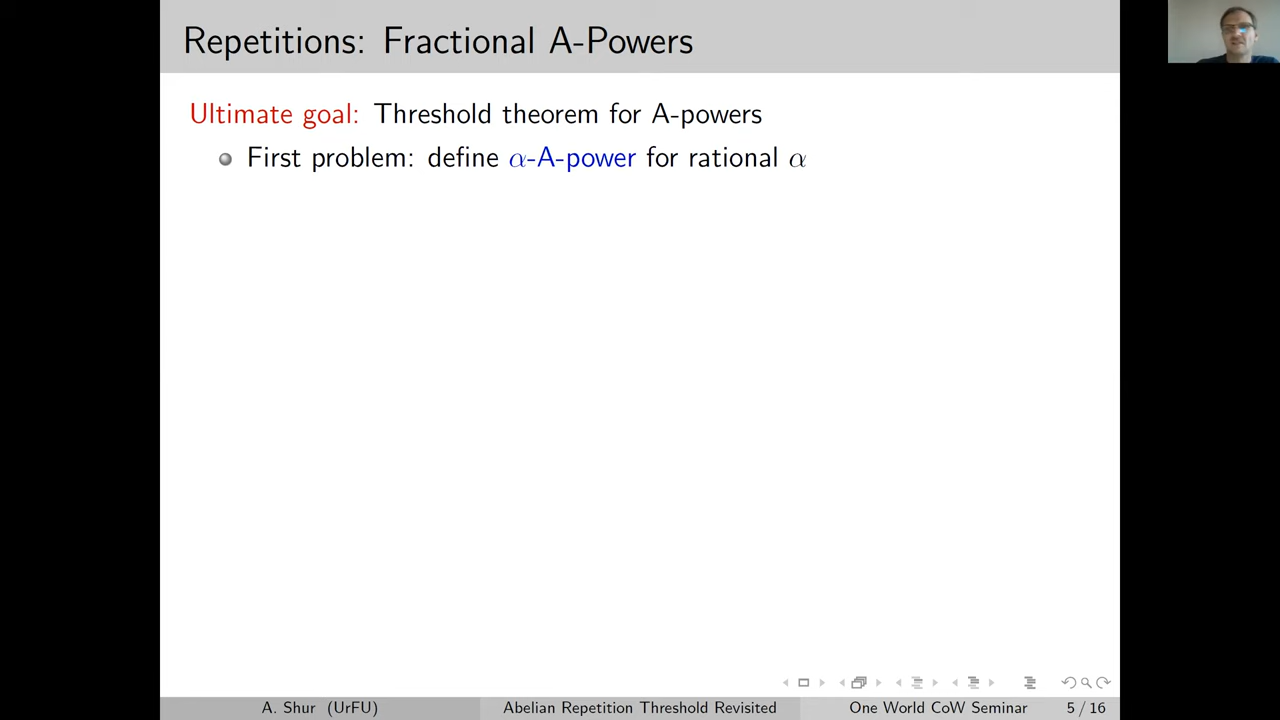 Repetitions: Fractional A-Powers
Ultimate goal: Threshold theorem for A-powers
First problem: define α-A-power for rational α
A. Shur (UrFU)
Abelian Repetition Threshold Revisited
One World CoW Seminar
5 / 16